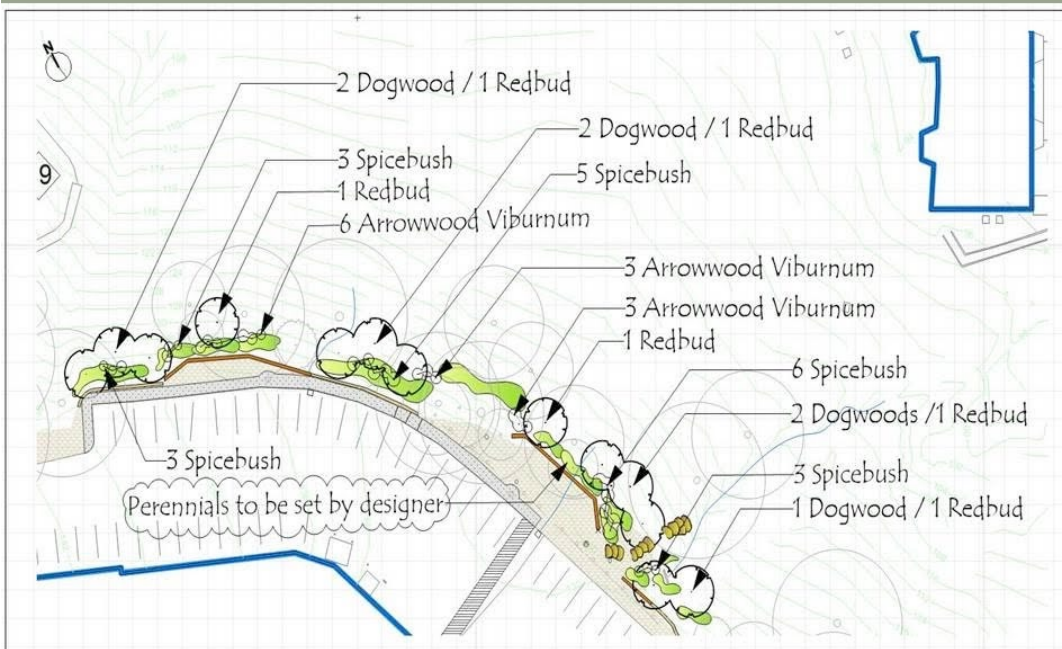 N
2 Dogwood / 1 Redbud
2 Dogwood / 1 Redbud
3 Spicebush
5 Spicebush
9
1 Redbud
6 Arrowwood Viburnum
3 Arrowwood Viburnum
3 Arrowwood Viburnum
1 Redbud
6 Spicebush
2 Dogwoods /1 Redbud
3 Spicebush
3 Spicebush
Perennials to be set by designer
1 Dogwood / 1 Redbud